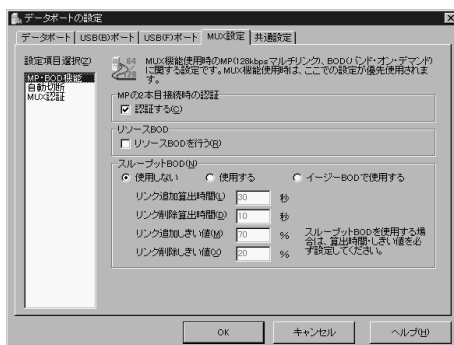 データポートの設定
データポート USB(B)ポート USB(F)ポート MUX設定 共通設定
設定項目選択(Z)
MP・BOD機能
自動切断
MUX認証
64
128
MUX機能使用時のMP(128kbpsマルチリンク)、BOD(バンド・オン・デマンド)
に関する設定です。MUX機能使用時は、ここでの設定が優先使用されま
す。
MPの2本目接続時の認証
認証する(C)
リソースBOD
リソースBODを行う(R)
スループットBOD(N)
使用しない 使用する イージーBODで使用する
リンク追加算出時間(L) 30 秒
リンク削除算出時間(D) 10 秒
リンク追加しきい値(M) 70 %
リンク削除しきい値(X) 20 %
スループットBODを使用する場
合は、算出時間・しきい値を必
ず設定してください。
OK キャンセル ヘルプ(H)